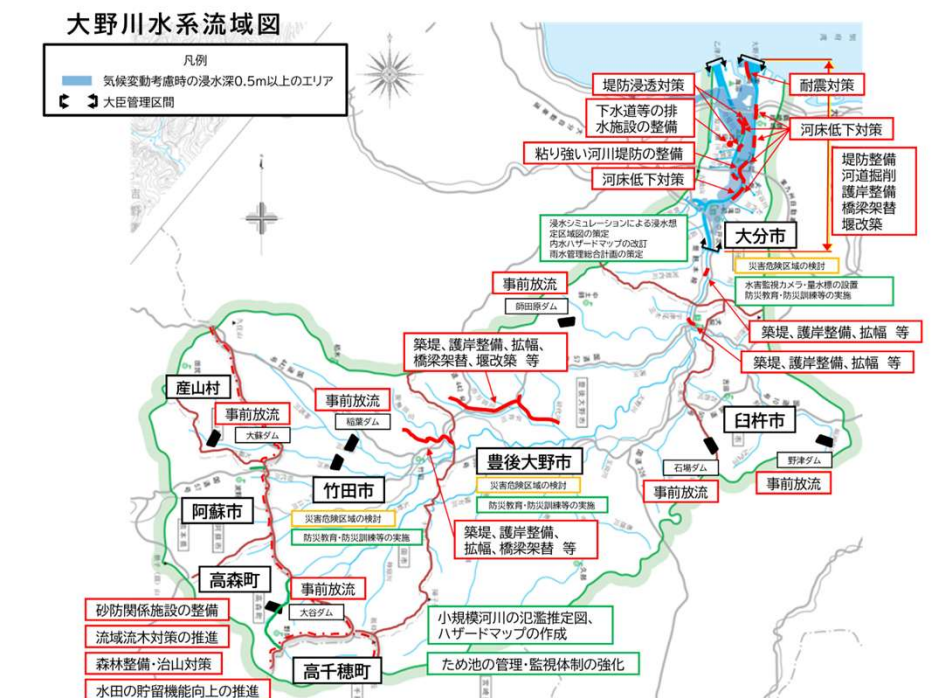 大野川水系流域図
凡例
気候変動考慮時の浸水深0.5m以上のエリア
大臣管理区間
堤防浸透対策
下水道等の排
水施設の整備
粘り強い河川堤防の整備
河床低下対策
耐震対策
河床低下対策
堤防整備
河道掘削
護岸整備
橋梁架替
堰改築
浸水シミュレーションによる浸水想
定区域図の策定
内水ハザードマップの改訂
雨水管理総合計画の策定
大分市
災害危険区域の検討
水害監視カメラ・量水標の設置
防災教育・防災訓練等の実施
事前放流
師田原ダム
築堤、護岸整備、拡幅 等
築堤、護岸整備、拡幅 等
築堤、護岸整備、拡幅、
橋梁架替、堰改築 等
産山村
事前放流
大蘇ダム
事前放流
稲葉ダム
臼杵市
石場ダム
事前放流
野津ダム
事前放流
豊後大野市
災害危険区域の検討
防災教育・防災訓練等の実施
竹田市
災害危険区域の検討
防災教育・防災訓練等の実施
阿蘇市
築堤、護岸整備、
拡幅、橋梁架替 等
高森町
事前放流
大谷ダム
砂防関係施設の整備
流域流木対策の推進
森林整備・治山対策
水田の貯留機能向上の推進
高千穂町
小規模河川の氾濫推定図、
ハザードマップの作成
ため池の管理・監視体制の強化